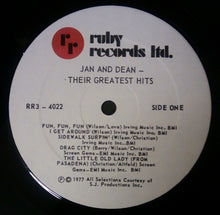 rr
ruby
records ltd.
JAN AND DEAN –
THEIR GREATEST HITS
RR3 - 4022
SIDE ONE
FUN, FUN, FUN (Wilson/Love) Irving Music Inc. BMI
I GET AROUND (Wilson) Irving Music Inc. BMI
SIDEWALK SURFIN' (Wilson/Christian)
Irving Music Inc. BMI
DRAG CITY (Berry/Wilson/Christian)
Screen Gems-EMI Music Inc. BMI
THE LITTLE OLD LADY (FROM
PASADENA) (Christian/Altfeld) Screen
Gems-EMI Music Inc. BMI
© 1977 All Selections Courtesy of
S.J. Productions Inc.